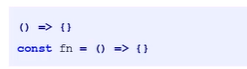 () => {}
const fn = () => {}